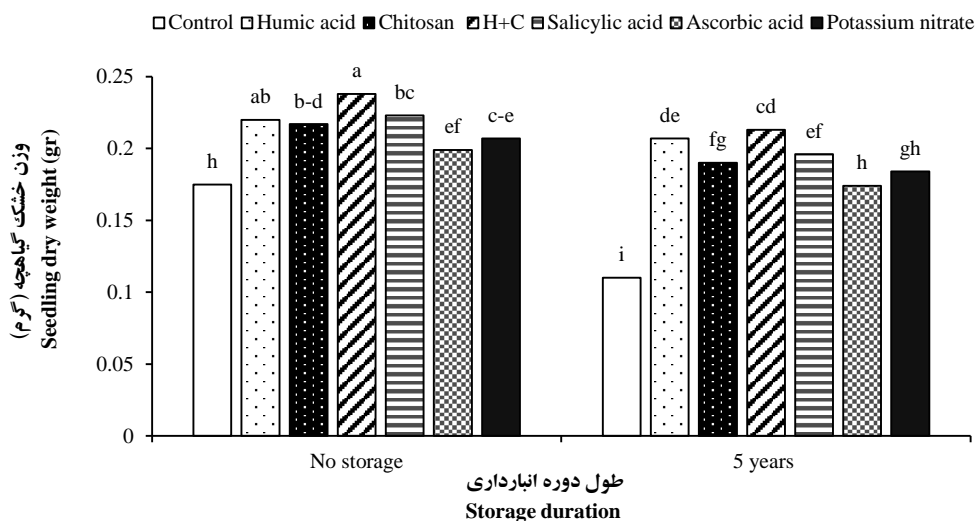 Control Humic acid Chitosan H+C Salicylic acid Ascorbic acid Potassium nitrate
0.25
0.2
0.15
0.1
0.05
0
وزن خشک گیاهچه (گرم)
Seedling dry weight (gr)
h
ab
b-d
a
bc
ef
c-e
i
de
fg
cd
ef
h
gh
No storage
5 years
طول دوره انبارداری
Storage duration